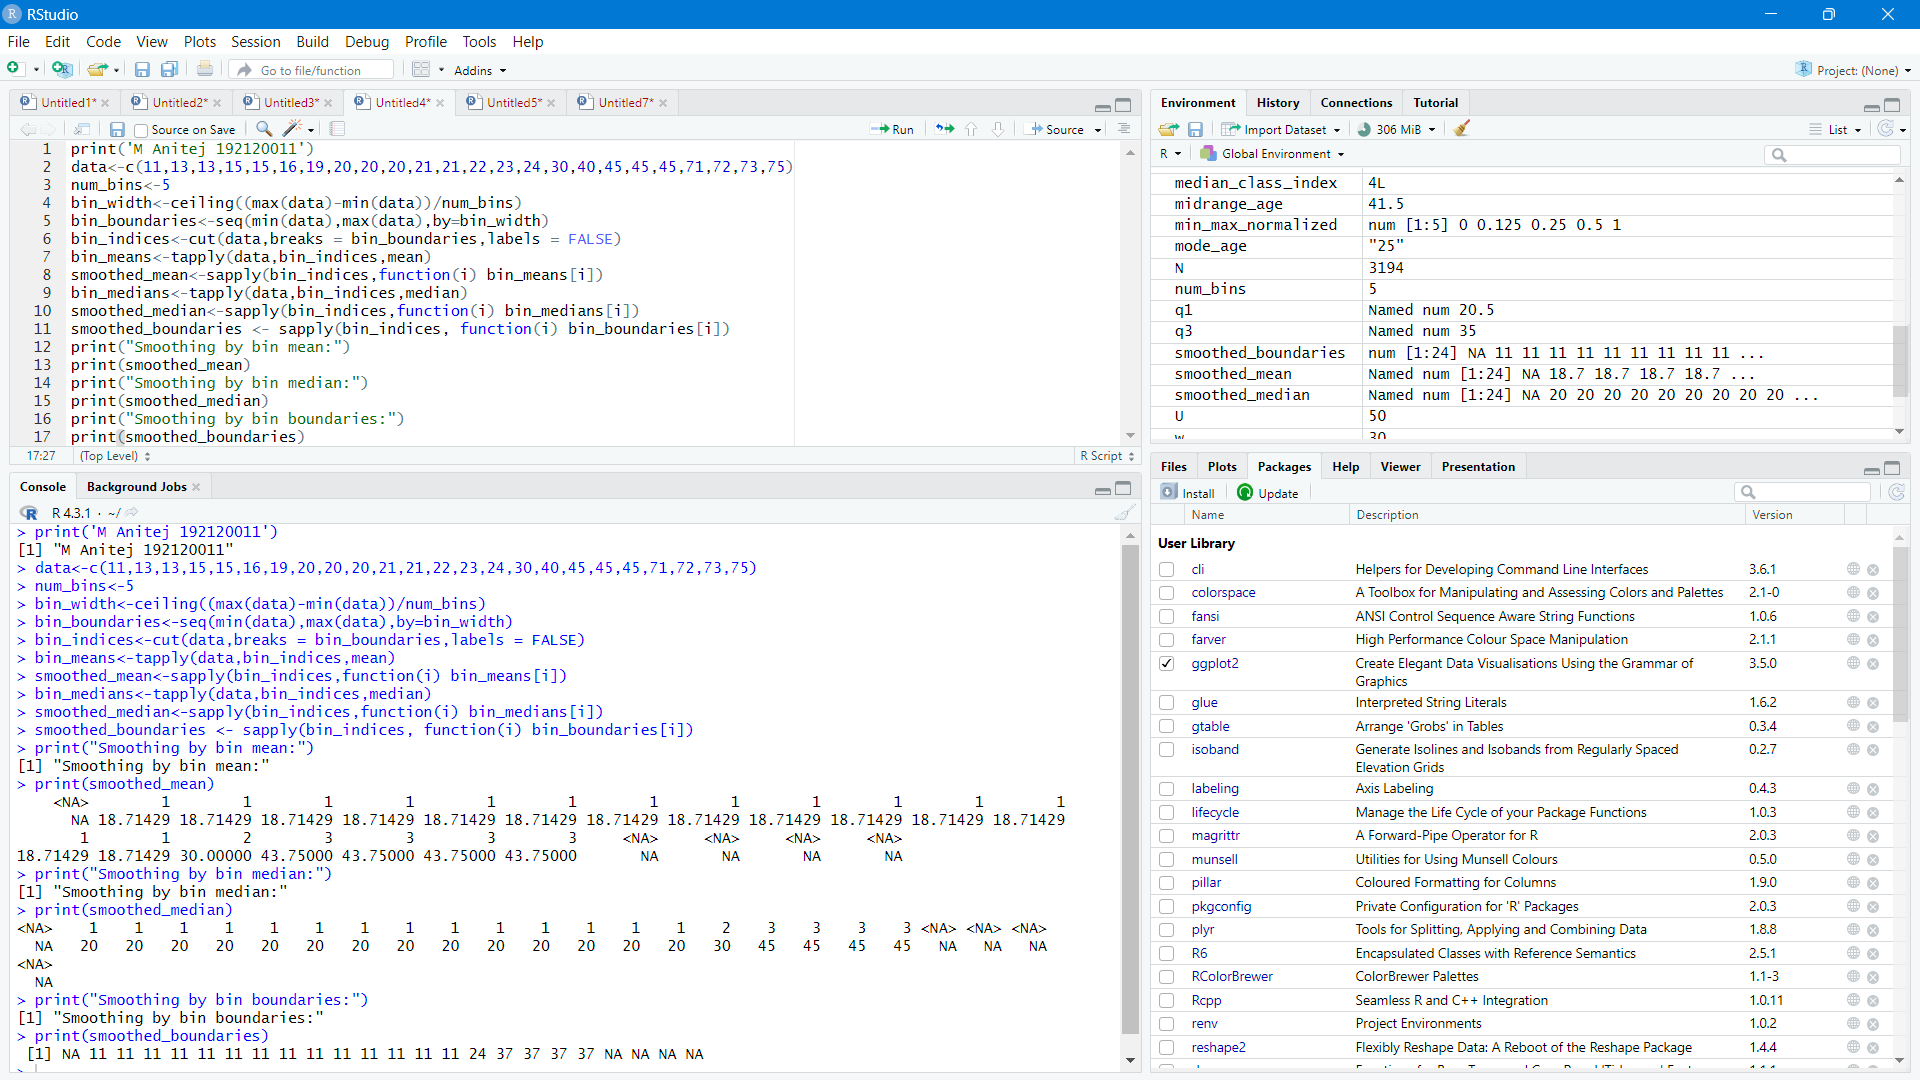 RStudio
File Edit Code View Plots Session Build Debug Profile Tools Help
Go to file/function Addins Project: (None)
Untitled1* Untitled2* Untitled3* Untitled4* Untitled5* Untitled7*
Source on Save Run Source
1 print('M Anitej 192120011')
2 data<-c(11,13,13,15,15,16,19,20,20,20,21,21,22,23,24,30,40,45,45,45,71,72,73,75)
3 num_bins<-5
4 bin_width<-ceiling((max(data)-min(data))/num_bins)
5 bin_boundaries<-seq(min(data),max(data),by=bin_width)
6 bin_indices<-cut(data,breaks = bin_boundaries,labels = FALSE)
7 bin_means<-tapply(data,bin_indices,mean)
8 smoothed_mean<-sapply(bin_indices,function(i) bin_means[i])
9 bin_medians<-tapply(data,bin_indices,median)
10 smoothed_median<-sapply(bin_indices,function(i) bin_medians[i])
11 smoothed_boundaries <- sapply(bin_indices, function(i) bin_boundaries[i])
12 print("Smoothing by bin mean:")
13 print(smoothed_mean)
14 print("Smoothing by bin median:")
15 print(smoothed_median)
16 print("Smoothing by bin boundaries:")
17 print(smoothed_boundaries)
17:27 (Top Level) R Script
Console Background Jobs
R 4.3.1 · ~/
> print('M Anitej 192120011')
[1] "M Anitej 192120011"
> data<-c(11,13,13,15,15,16,19,20,20,20,21,21,22,23,24,30,40,45,45,45,71,72,73,75)
> num_bins<-5
> bin_width<-ceiling((max(data)-min(data))/num_bins)
> bin_boundaries<-seq(min(data),max(data),by=bin_width)
> bin_indices<-cut(data,breaks = bin_boundaries,labels = FALSE)
> bin_means<-tapply(data,bin_indices,mean)
> smoothed_mean<-sapply(bin_indices,function(i) bin_means[i])
> bin_medians<-tapply(data,bin_indices,median)
> smoothed_median<-sapply(bin_indices,function(i) bin_medians[i])
> smoothed_boundaries <- sapply(bin_indices, function(i) bin_boundaries[i])
> print("Smoothing by bin mean:")
[1] "Smoothing by bin mean:"
> print(smoothed_mean)
<NA> 1 1 1 1 1 1 1 1 1 1 1 1
NA 18.71429 18.71429 18.71429 18.71429 18.71429 18.71429 18.71429 18.71429 18.71429 18.71429 18.71429 18.71429
1 1 2 3 3 3 3 <NA> <NA> <NA> <NA>
18.71429 18.71429 30.00000 43.75000 43.75000 43.75000 43.75000 NA NA NA NA
> print("Smoothing by bin median:")
[1] "Smoothing by bin median:"
> print(smoothed_median)
<NA> 1 1 1 1 1 1 1 1 1 1 1 1 1 1 2 3 3 3 3 <NA> <NA> <NA>
NA 20 20 20 20 20 20 20 20 20 20 20 20 20 20 30 45 45 45 45 NA NA NA
<NA>
NA
> print("Smoothing by bin boundaries:")
[1] "Smoothing by bin boundaries:"
> print(smoothed_boundaries)
[1] NA 11 11 11 11 11 11 11 11 11 11 11 11 11 11 24 37 37 37 37 NA NA NA NA
Environment History Connections Tutorial
Import Dataset 306 MiB List
R Global Environment
median_class_index 4L
midrange_age 41.5
min_max_normalized num [1:5] 0 0.125 0.25 0.5 1
mode_age "25"
N 3194
num_bins 5
q1 Named num 20.5
q3 Named num 35
smoothed_boundaries num [1:24] NA 11 11 11 11 11 11 11 11 11 ...
smoothed_mean Named num [1:24] NA 18.7 18.7 18.7 18.7 ...
smoothed_median Named num [1:24] NA 20 20 20 20 20 20 20 20 20 ...
U 50
w 30
Files Plots Packages Help Viewer Presentation
Install Update
Name Description Version
User Library
cli Helpers for Developing Command Line Interfaces 3.6.1
colorspace A Toolbox for Manipulating and Assessing Colors and Palettes 2.1-0
fansi ANSI Control Sequence Aware String Functions 1.0.6
farver High Performance Colour Space Manipulation 2.1.1
ggplot2 Create Elegant Data Visualisations Using the Grammar of 3.5.0
Graphics
glue Interpreted String Literals 1.6.2
gtable Arrange 'Grobs' in Tables 0.3.4
isoband Generate Isolines and Isobands from Regularly Spaced 0.2.7
Elevation Grids
labeling Axis Labeling 0.4.3
lifecycle Manage the Life Cycle of your Package Functions 1.0.3
magrittr A Forward-Pipe Operator for R 2.0.3
munsell Utilities for Using Munsell Colours 0.5.0
pillar Coloured Formatting for Columns 1.9.0
pkgconfig Private Configuration for 'R' Packages 2.0.3
plyr Tools for Splitting, Applying and Combining Data 1.8.8
R6 Encapsulated Classes with Reference Semantics 2.5.1
RColorBrewer ColorBrewer Palettes 1.1-3
Rcpp Seamless R and C++ Integration 1.0.11
renv Project Environments 1.0.2
reshape2 Flexibly Reshape Data: A Reboot of the Reshape Package 1.4.4